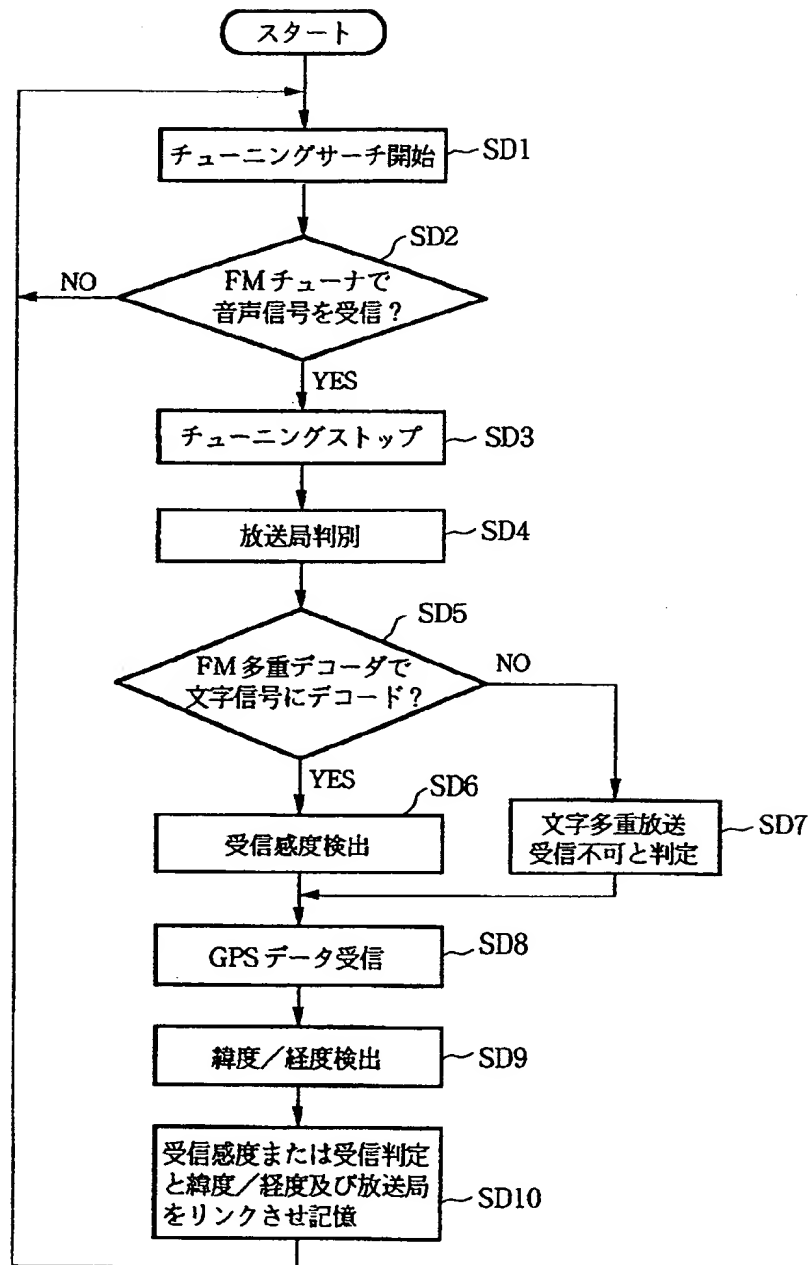 スタート
チューニングサーチ開始
SD1
SD2
NO
FMチューナで
音声信号を受信？
YES
チューニングストップ
SD3
放送局判別
SD4
SD5
FM多重デコーダで
文字信号にデコード？
NO
YES
SD6
受信感度検出
文字多重放送
受信不可と判定
SD7
GPSデータ受信
SD8
緯度／経度検出
SD9
受信感度または受信判定
と緯度／経度及び放送局
をリンクさせ記憶
SD10